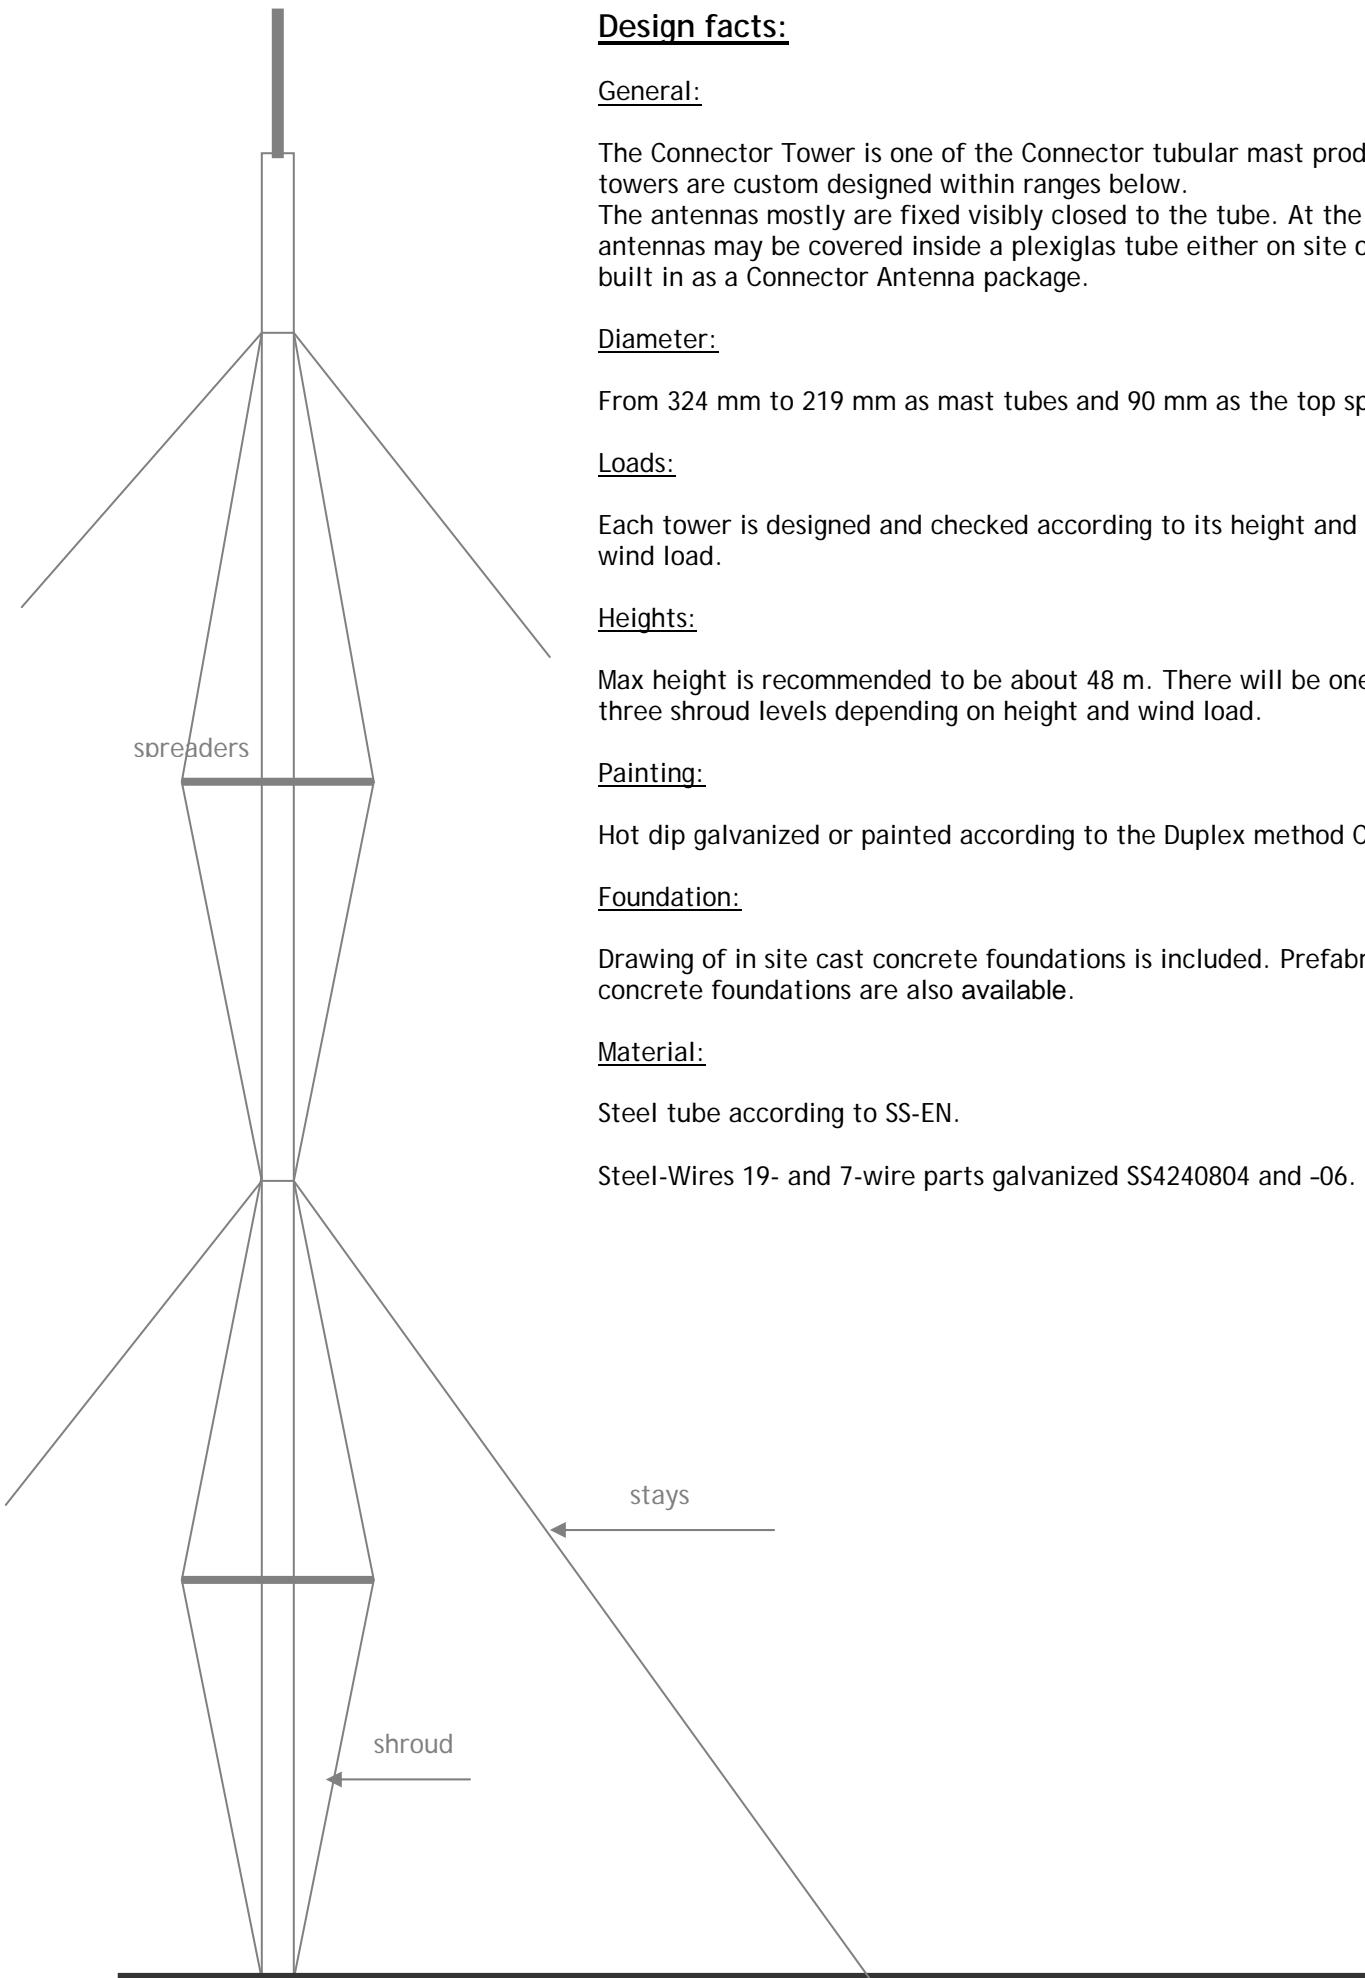 Design facts:
General:
The Connector Tower is one of the Connector tubular mast
towers are custom designed within ranges below.
The antennas mostly are fixed visibly closed to the tube. At the
antennas may be covered inside a plexiglas tube either on site
built in as a Connector Antenna package.
Diameter:
From 324 mm to 219 mm as mast tubes and 90 mm as the top
Loads:
Each tower is designed and checked according to its height and
wind load.
Heights:
Max height is recommended to be about 48 m. There will be one
three shroud levels depending on height and wind load.
spreaders
Painting:
Hot dip galvanized or painted according to the Duplex method
Foundation:
Drawing of in site cast concrete foundations is included.
concrete foundations are also available.
Material:
Steel tube according to SS-EN.
Steel-Wires 19- and 7-wire parts galvanized SS4240804 and -06.
stays
shroud